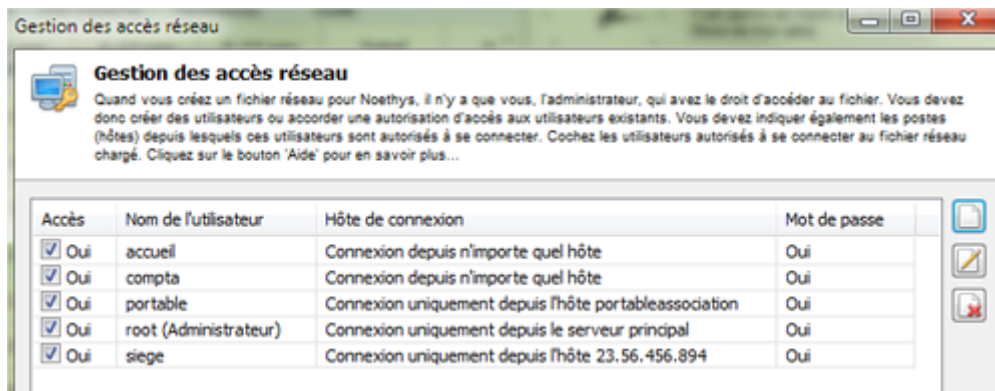 Gestion des accès réseau
Gestion des accès réseau
Quand vous créez un fichier réseau pour Noethys, il n'y a que vous, l'administrateur, qui avez le droit d'accéder au fichier. Vous devez
donc créer des utilisateurs ou accorder une autorisation d'accès aux utilisateurs existants. Vous devez indiquer également les postes
(hôtes) depuis lesquels ces utilisateurs sont autorisés à se connecter. Cochez les utilisateurs autorisés à se connecter au fichier réseau
chargé. Cliquez sur le bouton 'Aide' pour en savoir plus...
Accès Nom de l'utilisateur Hôte de connexion Mot de passe
Oui accueil Connexion depuis n'importe quel hôte Oui
Oui compta Connexion depuis n'importe quel hôte Oui
Oui portable Connexion uniquement depuis l'hôte portableassociation Oui
Oui root (Administrateur) Connexion uniquement depuis le serveur principal Oui
Oui siege Connexion uniquement depuis l'hôte 23.56.456.894 Oui